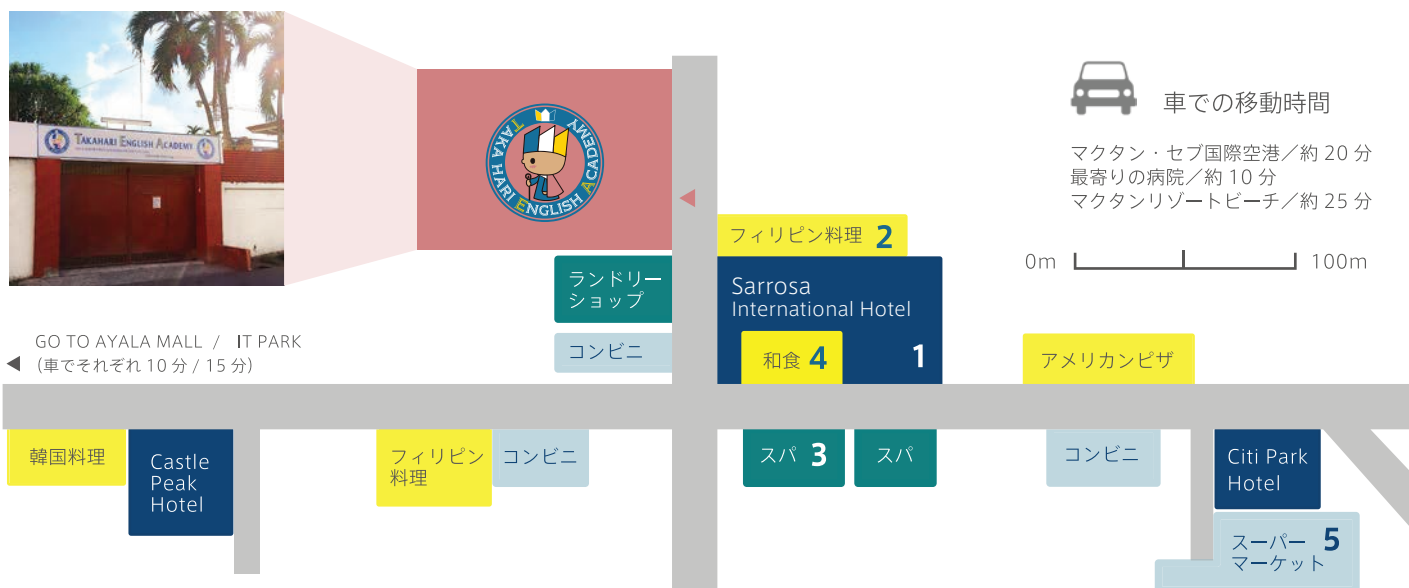 TAKAHARI ENGLISH ACADEMY
TAKA HARI ENGLISH ACADEMY
車での移動時間
マクタン・セブ国際空港／約 20 分
最寄りの病院／約 10 分
マクタンリゾートビーチ／約 25 分
0m 100m
フィリピン料理 2
Sarrosa
International Hotel
和食 4
1
ランドリー
ショップ
コンビニ
アメリカンピザ
GO TO AYALA MALL / IT PARK
(車でそれぞれ 10 分 / 15 分)
韓国料理
Castle
Peak
Hotel
フィリピン
料理
コンビニ
スパ 3
スパ
コンビニ
Citi Park
Hotel
スーパー 5
マーケット